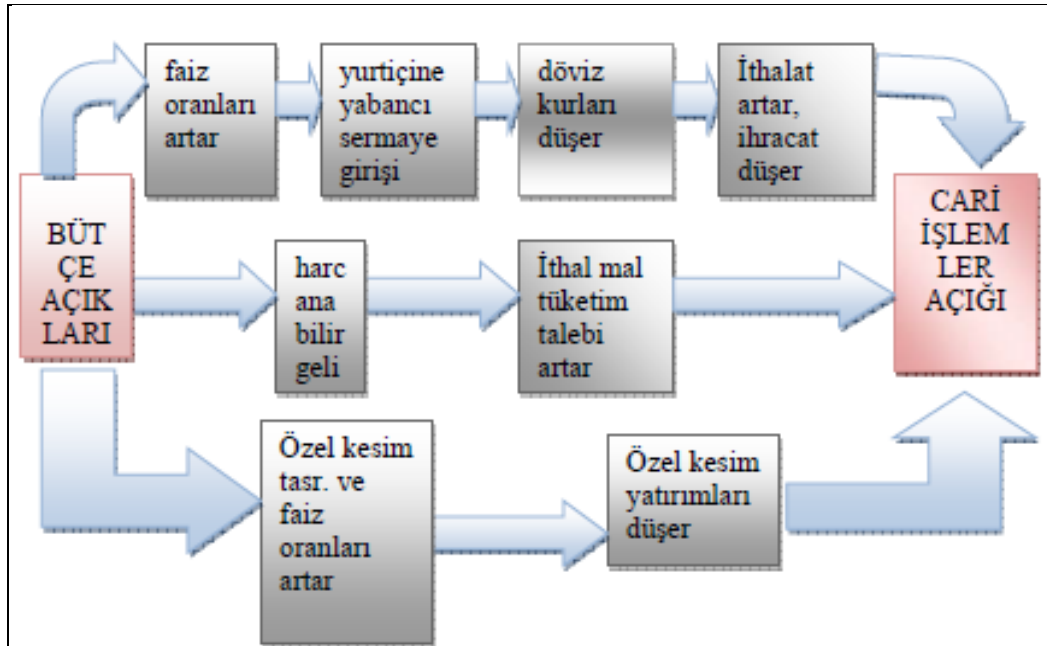 faiz
oranları
artar
yurtiçine
yabancı
sermaye
girişi
döviz
kurları
düşer
İthalat
artar,
ihracat
düşer
BÜT
ÇE
AÇIK
LARI
harc
ana
bilir
geli
İthal mal
tüketim
talebi
artar
CARİ
İŞLEM
LER
AÇIĞI
Özel kesim
tasr. ve
faiz
oranları
artar
Özel kesim
yatırımları
düşer